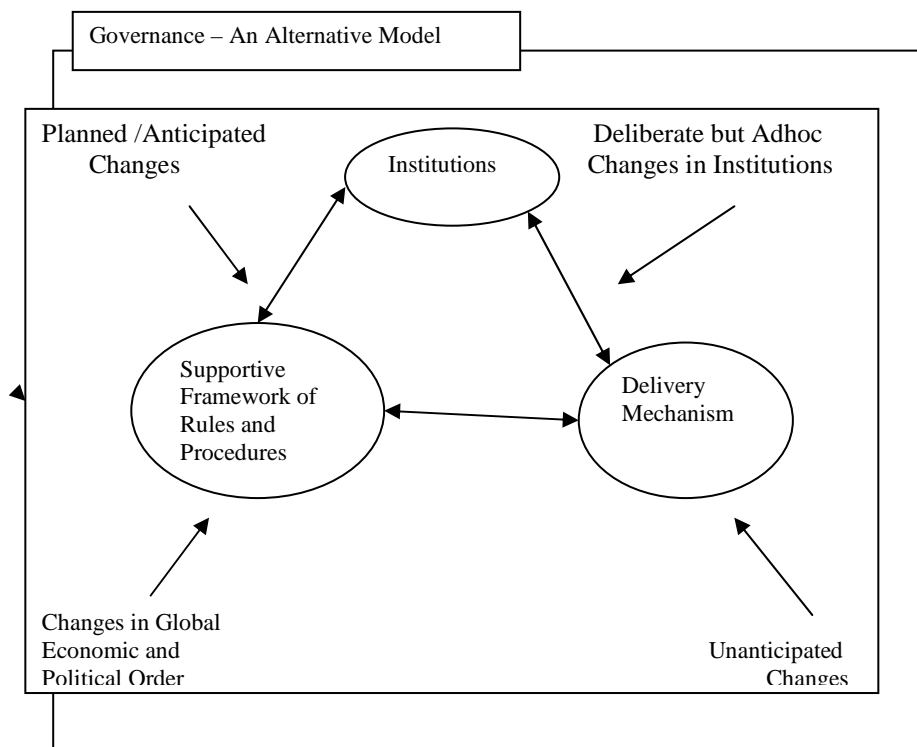 Governance – An Alternative Model
Planned /Anticipated
Changes
Institutions
Deliberate but Adhoc
Changes in Institutions
Supportive
Framework of
Rules and
Procedures
Delivery
Mechanism
Changes in Global
Economic and
Political Order
Unanticipated
Changes